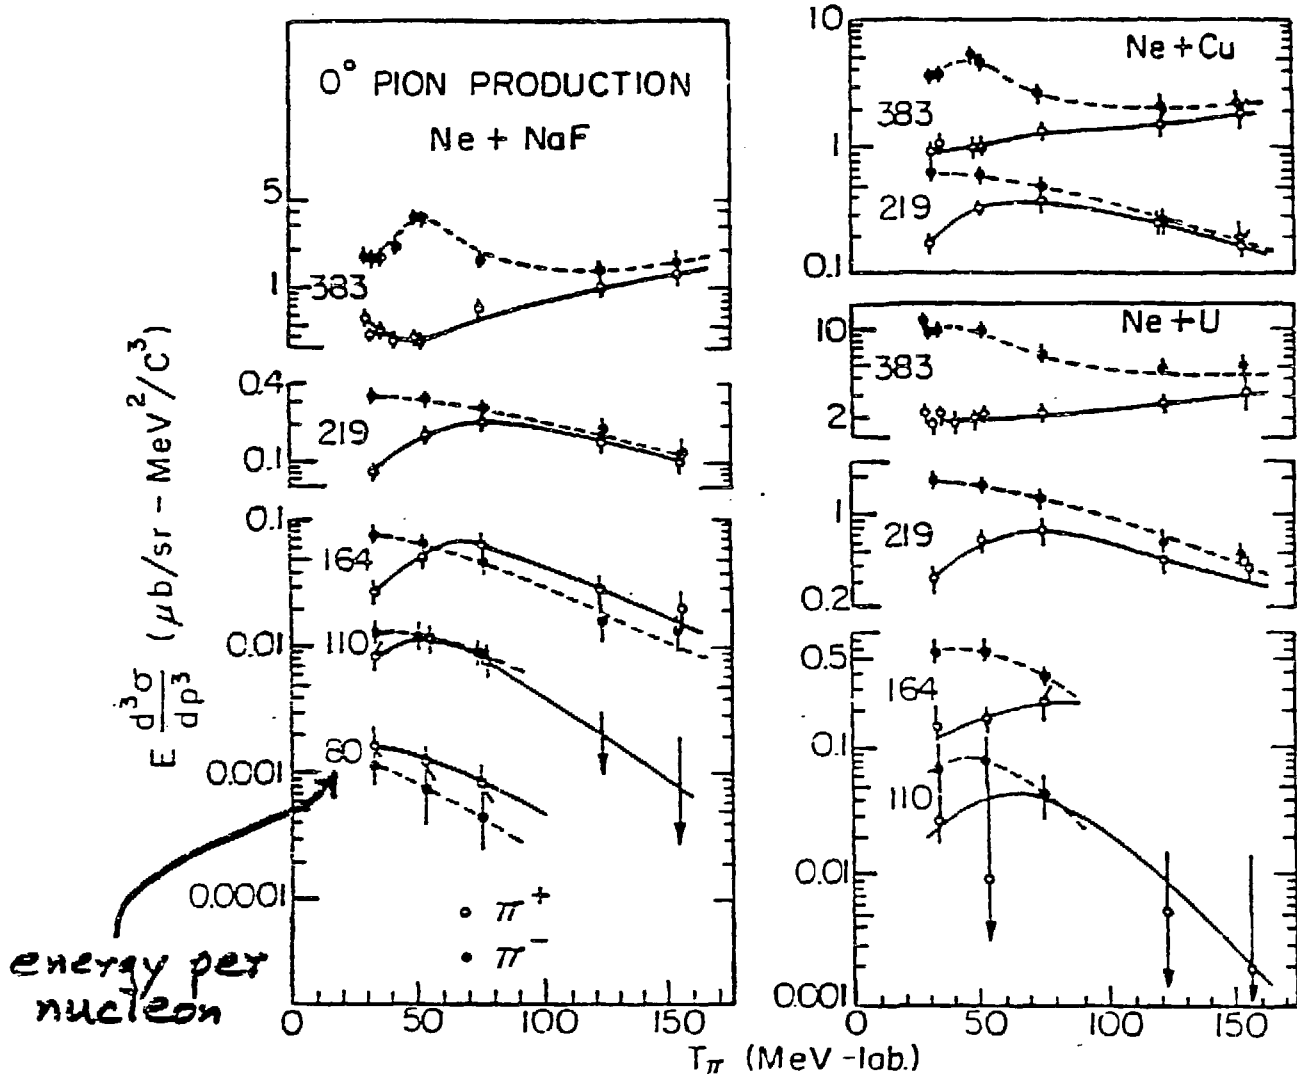 0° PION PRODUCTION
Ne + NaF
5
1
383
0.4
219
0.1
0.1
164
0.01
110
0.001
80
0.0001
○ π+
● π-
0 50 100 150
E d³σ/dp³ (μb/sr - MeV²/C³)
energy per
nucleon
10
Ne + Cu
383
1
219
0.1
Ne + U
10
383
2
1
219
0.2
0.5
164
0.1
110
0.01
0.001
0 50 100 150
Tπ (MeV -lab.)